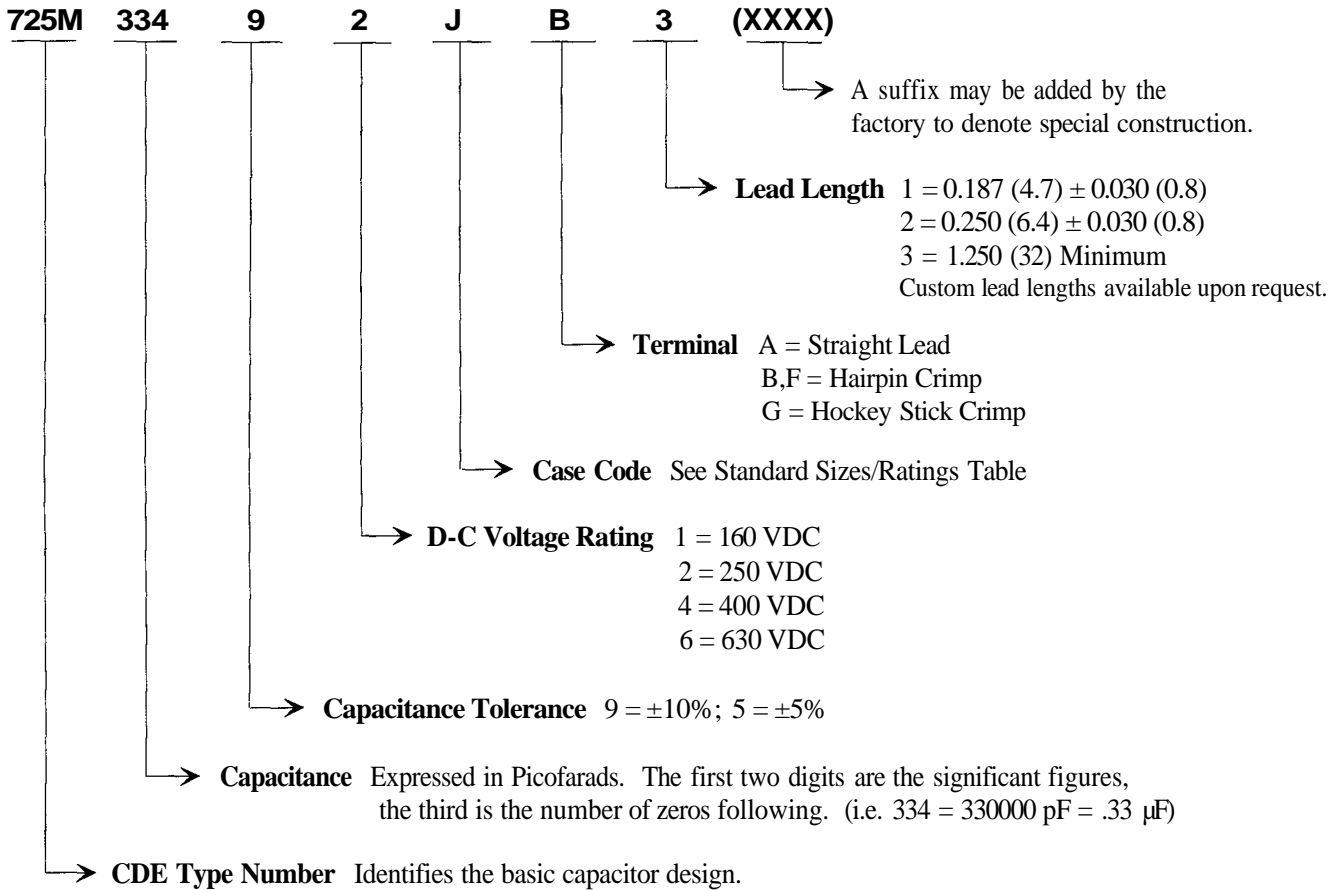 725M 334 9 2 J B 3 (XXXX)
A suffix may be added by the
factory to denote special construction.
Lead Length 1 = 0.187 (4.7) ± 0.030 (0.8)
2 = 0.250 (6.4) ± 0.030 (0.8)
3 = 1.250 (32) Minimum
Custom lead lengths available upon request.
Terminal A = Straight Lead
B,F = Hairpin Crimp
G = Hockey Stick Crimp
Case Code See Standard Sizes/Ratings Table
D-C Voltage Rating 1 = 160 VDC
2 = 250 VDC
4 = 400 VDC
6 = 630 VDC
Capacitance Tolerance 9 = ±10%; 5 = ±5%
Capacitance Expressed in Picofarads. The first two digits are the significant figures,
the third is the number of zeros following. (i.e. 334 = 330000 pF = .33 µF)
CDE Type Number Identifies the basic capacitor design.